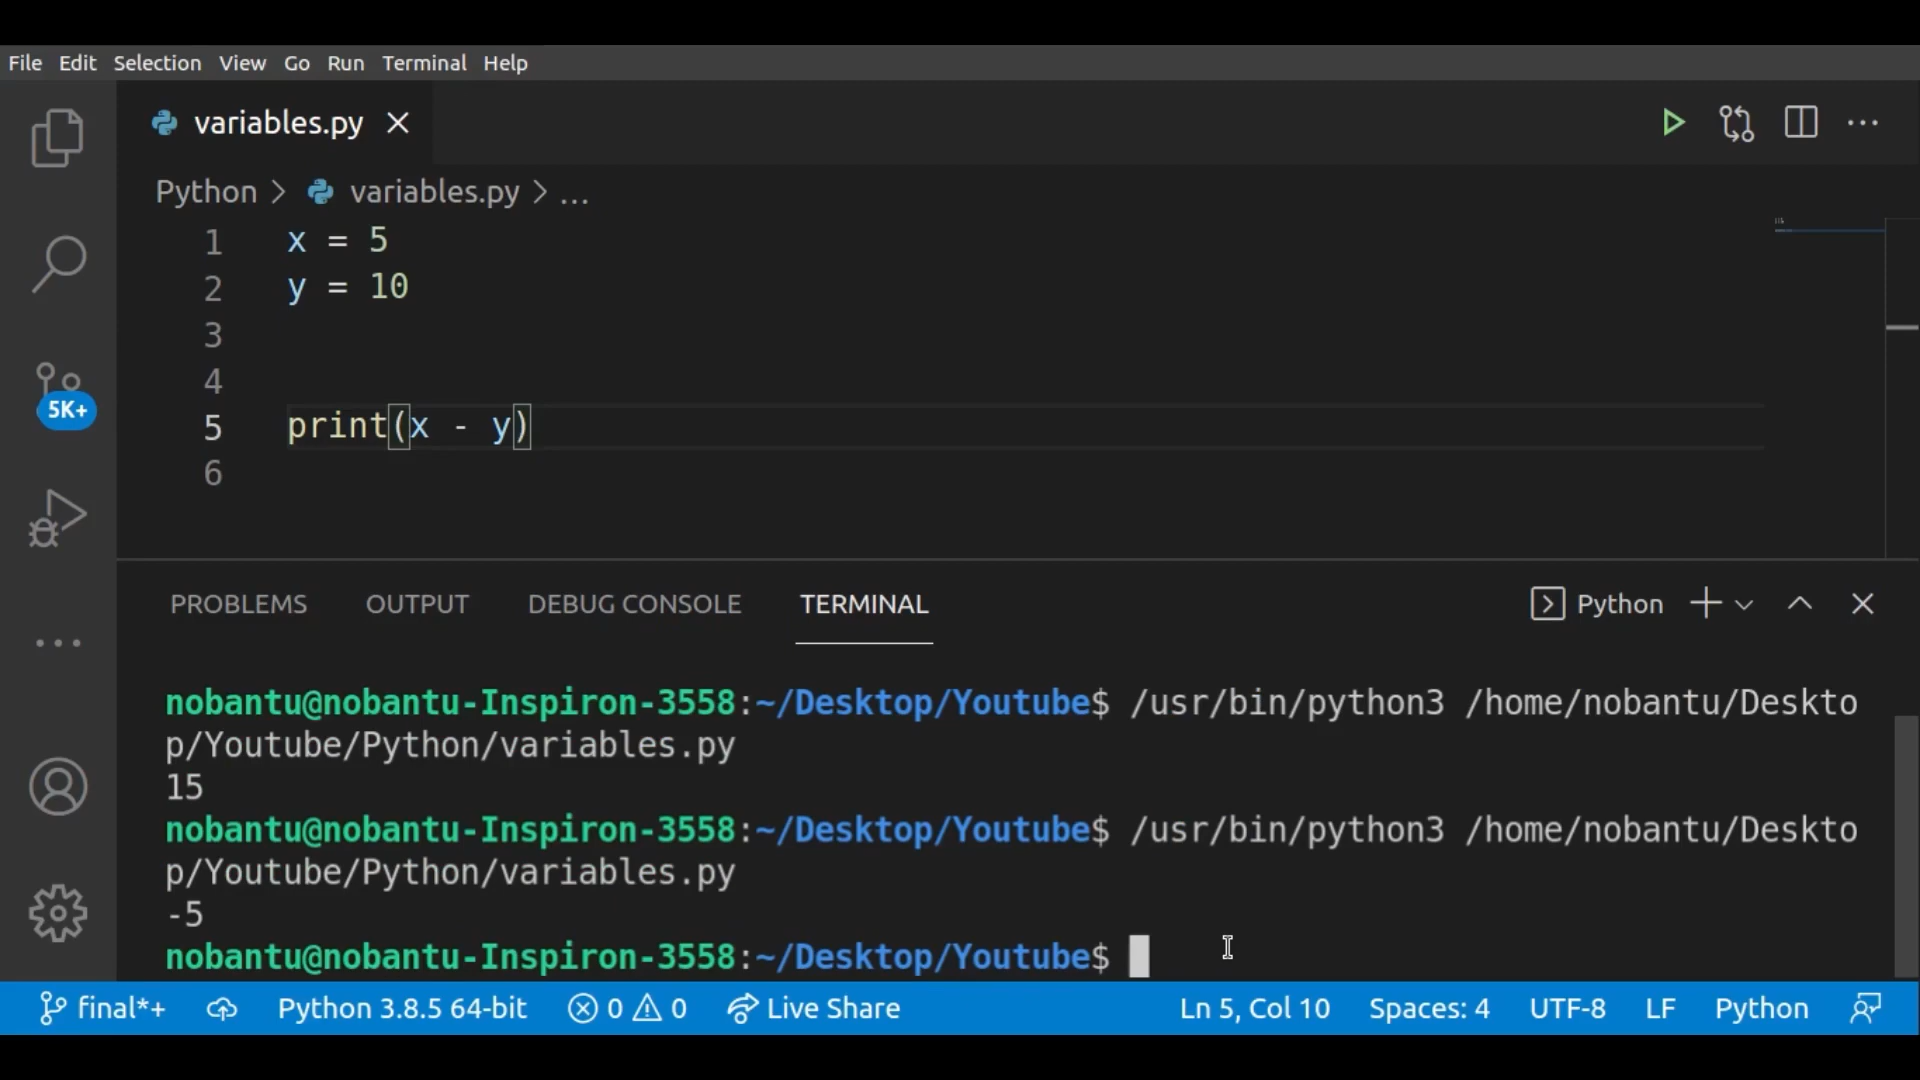 File Edit Selection View Go Run Terminal Help
variables.py
Python > variables.py > ...
1 x = 5
2 y = 10
3
4
5 print(x - y)
6
5K+
PROBLEMS OUTPUT DEBUG CONSOLE TERMINAL Python
nobantu@nobantu-Inspiron-3558:~/Desktop/Youtube$ /usr/bin/python3 /home/nobantu/Deskto
p/Youtube/Python/variables.py
15
nobantu@nobantu-Inspiron-3558:~/Desktop/Youtube$ /usr/bin/python3 /home/nobantu/Deskto
p/Youtube/Python/variables.py
-5
nobantu@nobantu-Inspiron-3558:~/Desktop/Youtube$
final*+ Python 3.8.5 64-bit 0 0 Live Share Ln 5, Col 10 Spaces: 4 UTF-8 LF Python